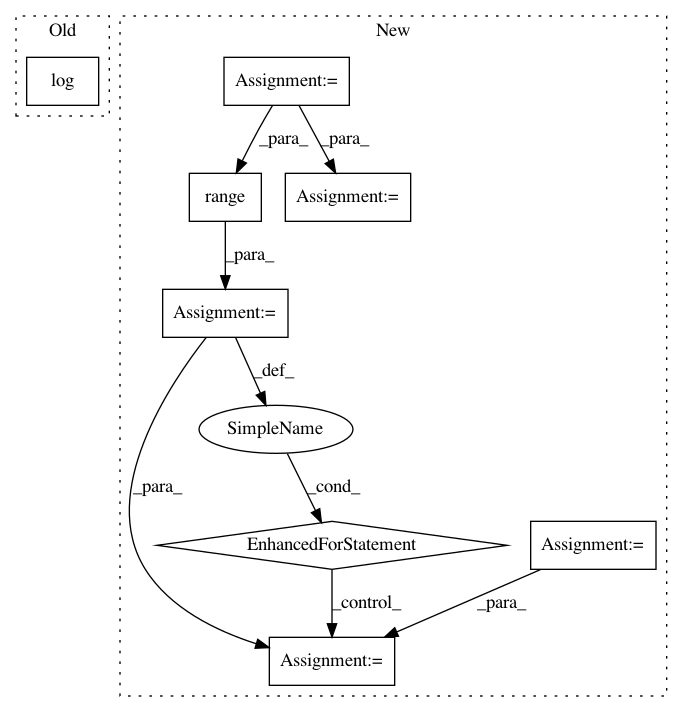 Old
New
log
Assignment:=
_para_
_para_
range
Assignment:=
_para_
Assignment:=
_def_
SimpleName
_para_
_cond_
EnhancedForStatement
Assignment:=
_control_
_para_
Assignment:=